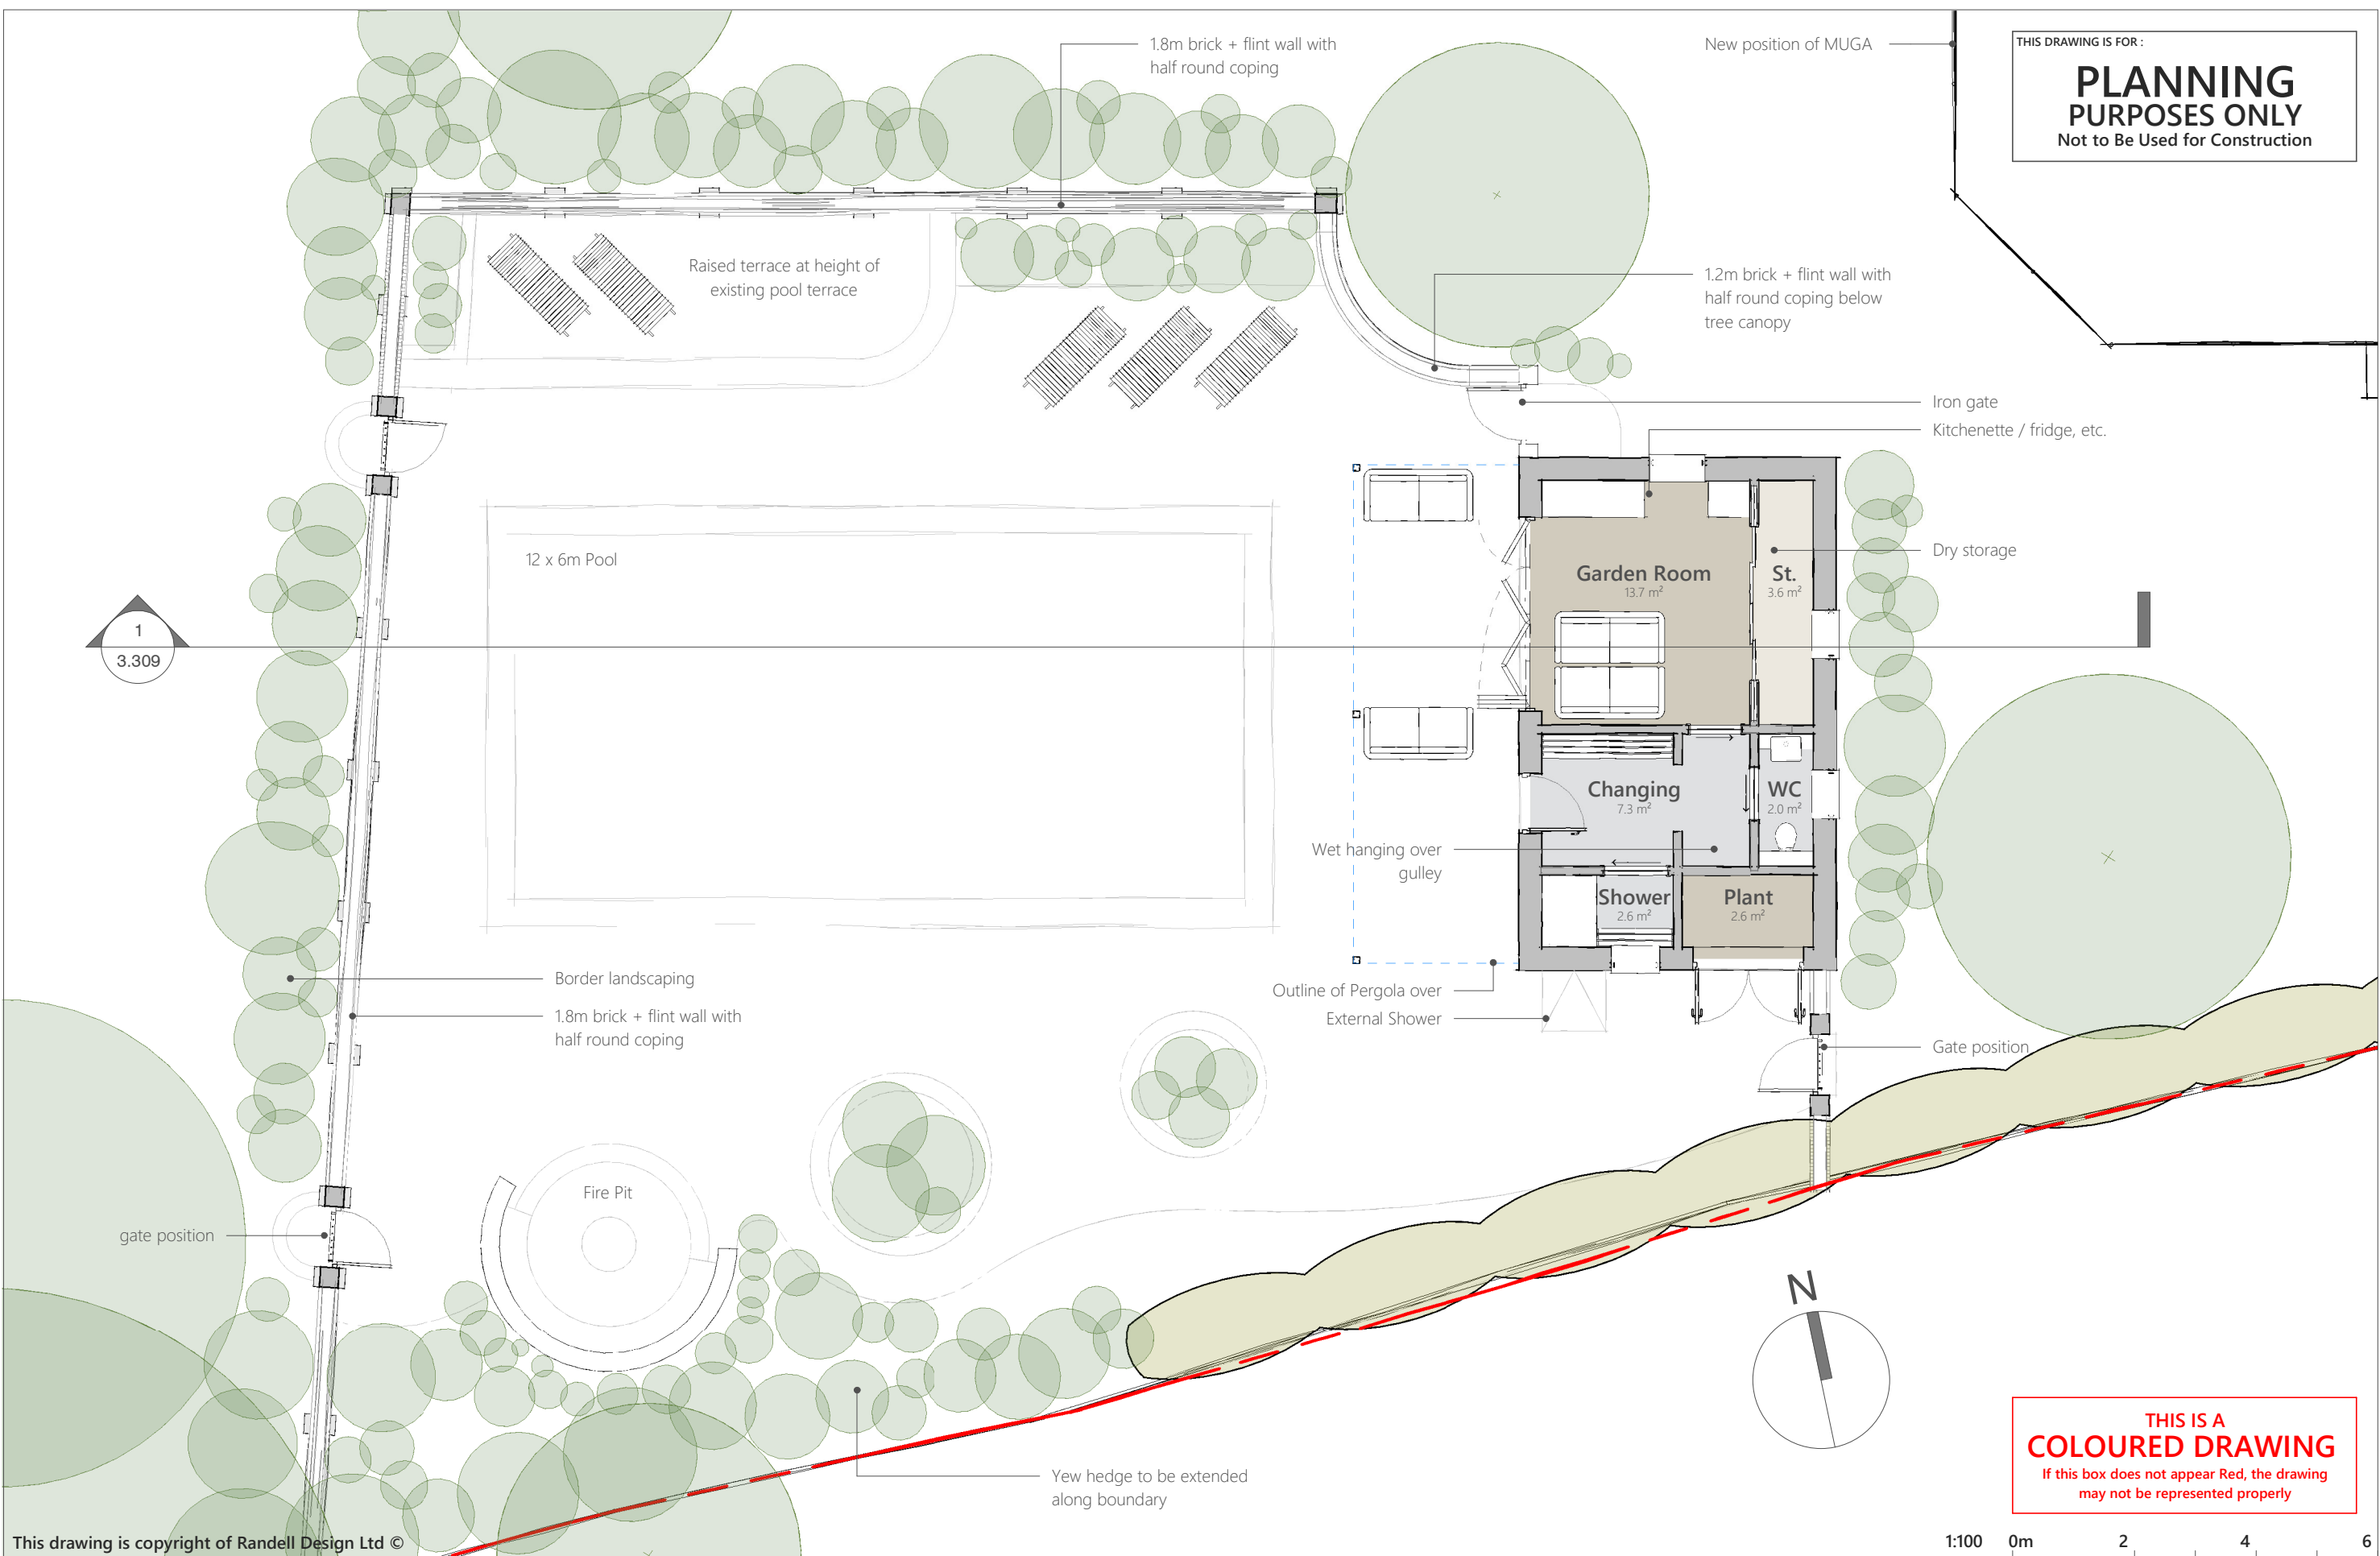 1.8m brick + flint wall with
half round coping
New position of MUGA
THIS DRAWING IS FOR :
PLANNING
PURPOSES ONLY
Not to Be Used for Construction
Raised terrace at height of
existing pool terrace
1.2m brick + flint wall with
half round coping below
tree canopy
Iron gate
Kitchenette / fridge, etc.
12 x 6m Pool
Dry storage
Garden Room
13.7 m²
St.
3.6 m²
1
3.309
Changing
7.3 m²
WC
2.0 m²
Wet hanging over
gulley
Shower
2.6 m²
Plant
2.6 m²
Border landscaping
Outline of Pergola over
1.8m brick + flint wall with
half round coping
External Shower
Gate position
Fire Pit
gate position
N
THIS IS A
COLOURED DRAWING
If this box does not appear Red, the drawing
may not be represented properly
Yew hedge to be extended
along boundary
This drawing is copyright of Randell Design Ltd ©
1:100 0m 2 4 6